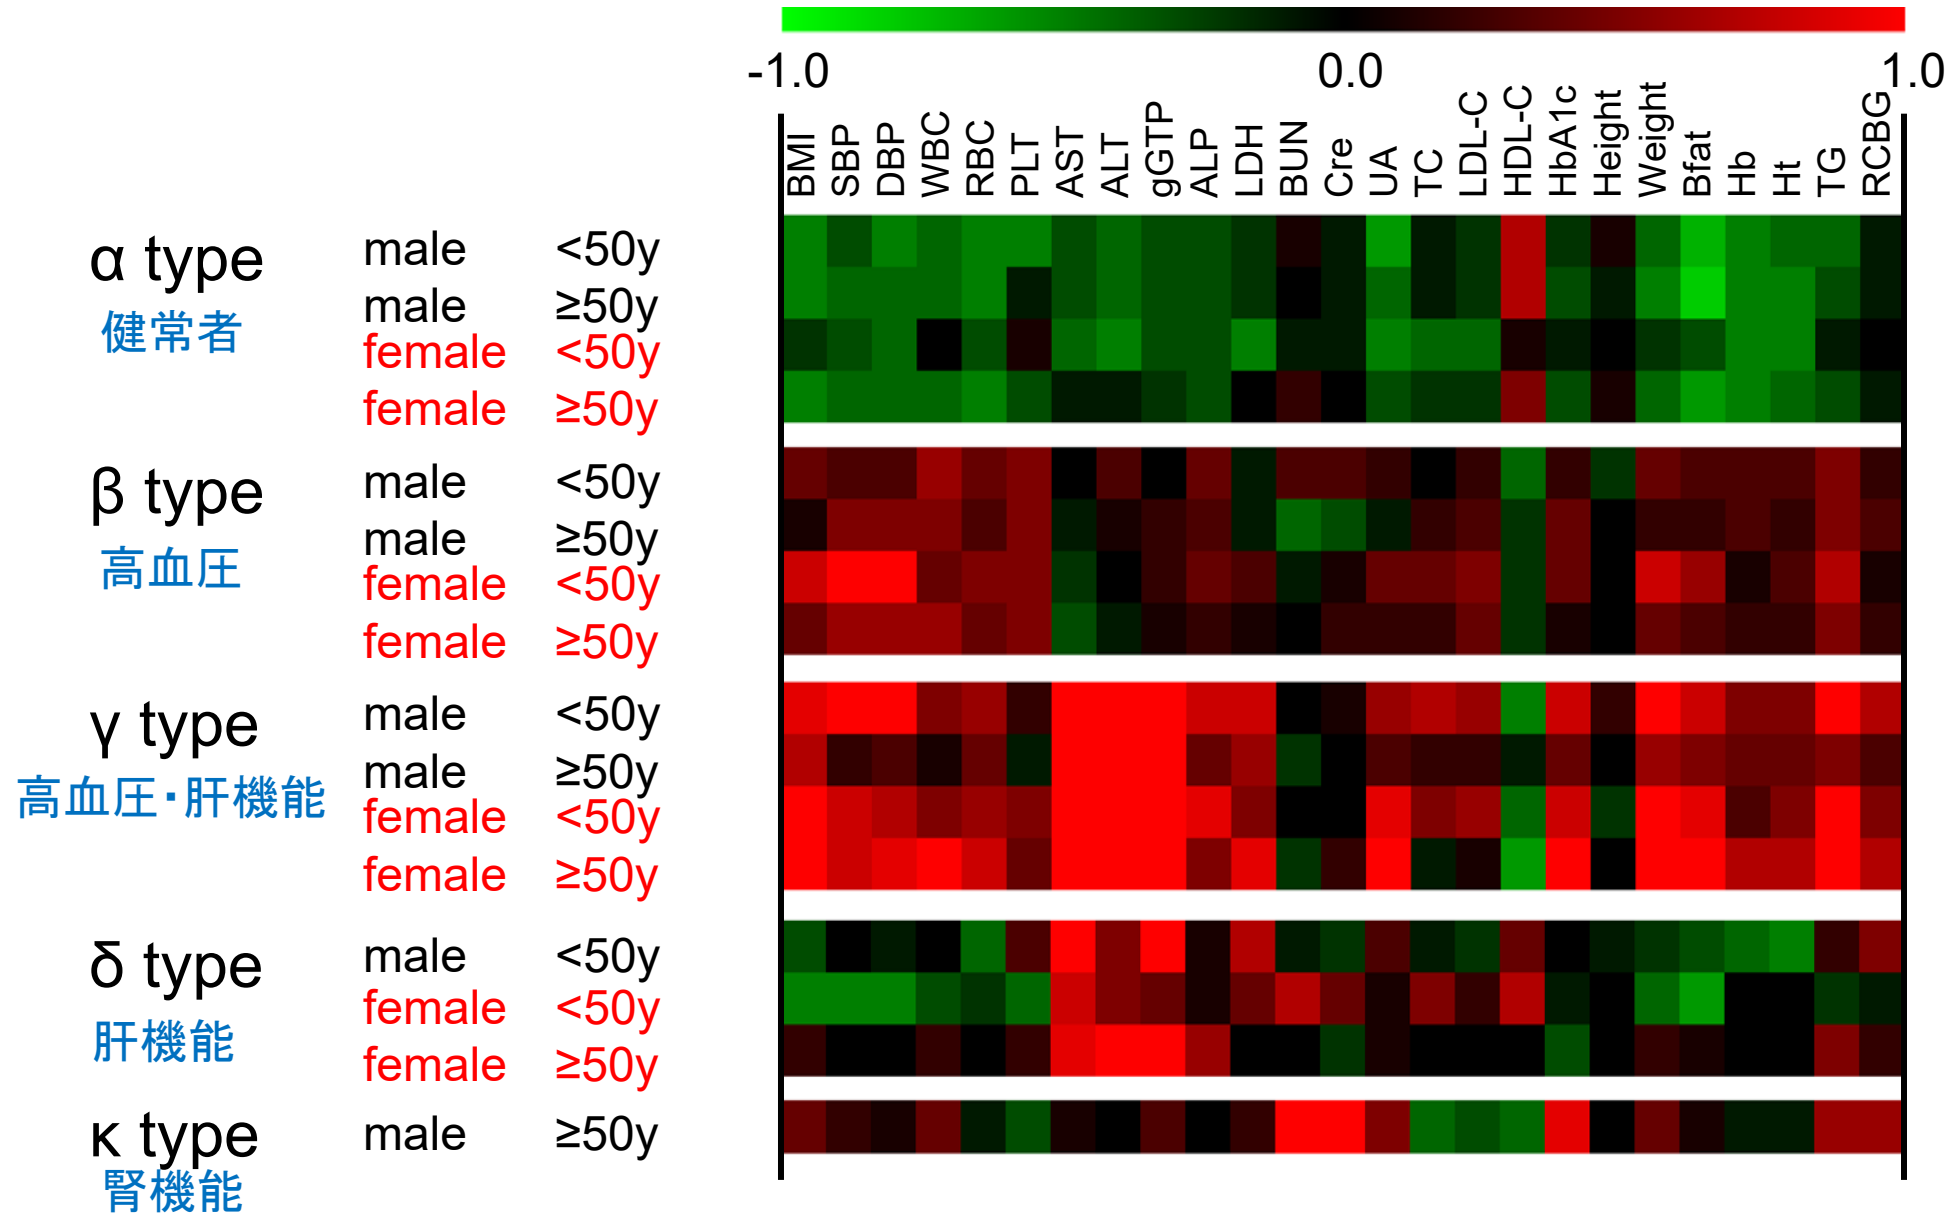 -1.0 0.0 1.0
BMI SBP DBP WBC RBC PLT AST ALT gGTP ALP LDH BUN Cre UA TC LDL-C HDL-C HbA1c Height Weight Bfat Hb Ht TG RCBG
α type
健常者
male <50y
male ≥50y
female <50y
female ≥50y
β type
高血圧
male <50y
male ≥50y
female <50y
female ≥50y
γ type
高血圧・肝機能
male <50y
male ≥50y
female <50y
female ≥50y
δ type
肝機能
male <50y
female <50y
female ≥50y
κ type
腎機能
male ≥50y